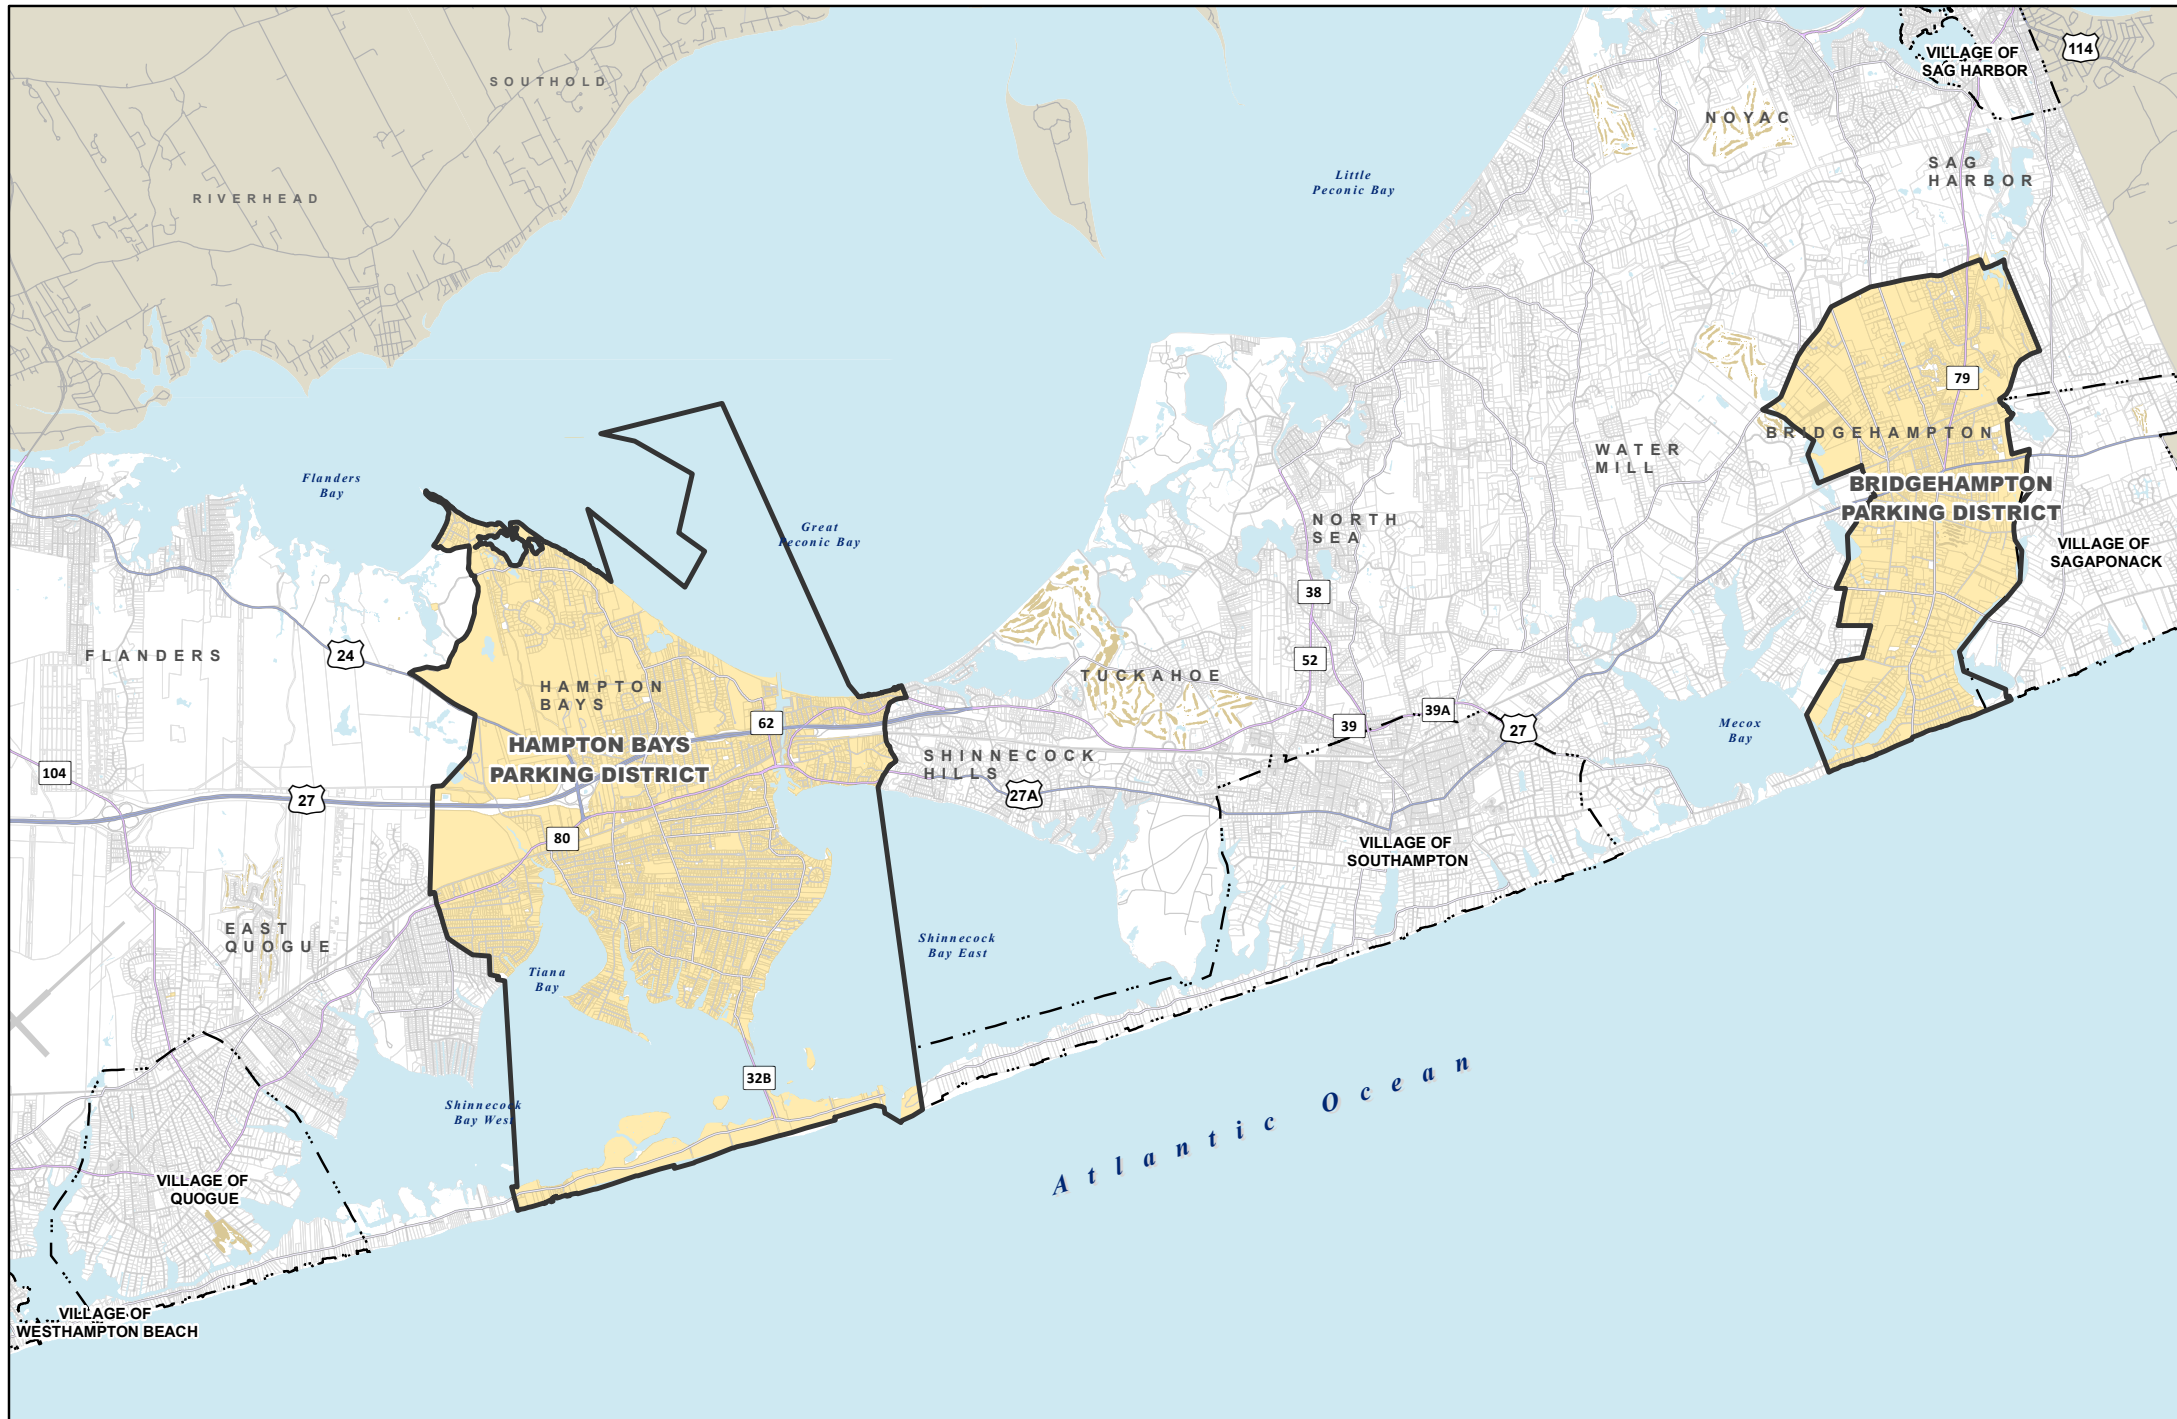 VILLAGE OF
SAG HARBOR
114
SOUTHOLD
NOYAC
SAG
HARBOR
Little
Peconic Bay
RIVERHEAD
79
BRIDGEHAMPTON
WATER
MILL
BRIDGEHAMPTON
PARKING DISTRICT
Flanders
Bay
Great
Peconic Bay
NORTH
SEA
VILLAGE OF
SAGAPONACK
38
FLANDERS
24
52
TUCKAHOE
HAMPTON
BAYS
62
39A
39
27
Mecox
Bay
HAMPTON BAYS
PARKING DISTRICT
SHINNECOCK
HILLS
104
27
27A
80
VILLAGE OF
SOUTHAMPTON
EAST
QUOGUE
Shinnecock
Bay East
Tiana
Bay
32B
Shinnecock
Bay West
Atlantic Ocean
VILLAGE OF
QUOGUE
VILLAGE OF
WESTHAMPTON BEACH